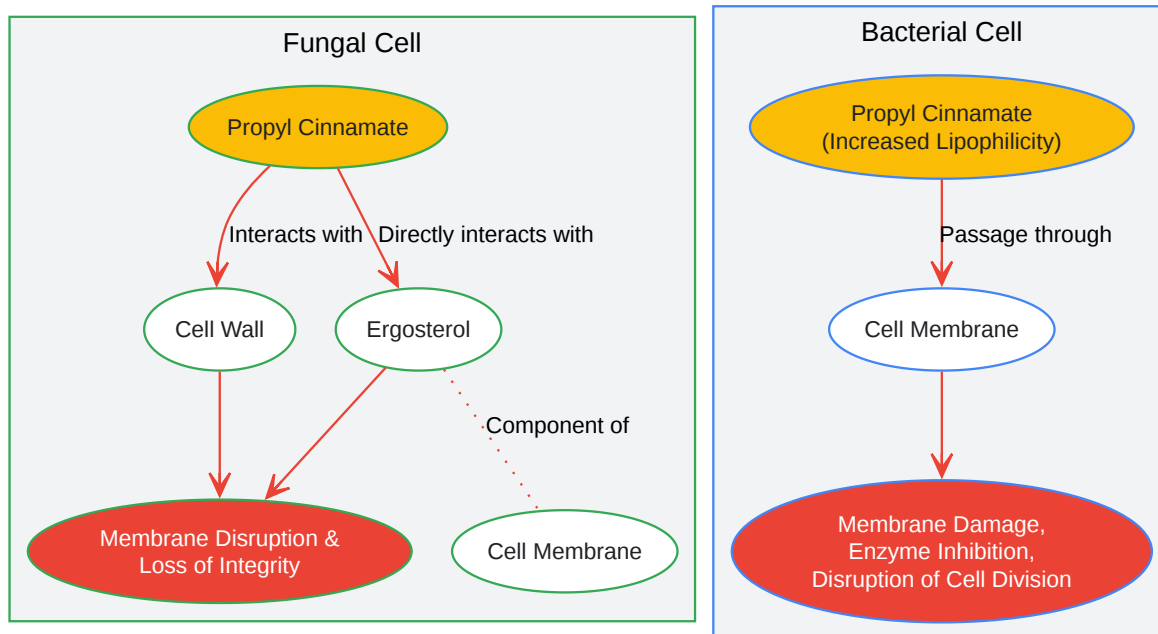 Fungal Cell
Propyl Cinnamate
Interacts with
Directly interacts with
Cell Wall
Ergosterol
Component of
Membrane Disruption &
Loss of Integrity
Cell Membrane
Bacterial Cell
Propyl Cinnamate
(Increased Lipophilicity)
Passage through
Cell Membrane
Membrane Damage,
Enzyme Inhibition,
Disruption of Cell Division